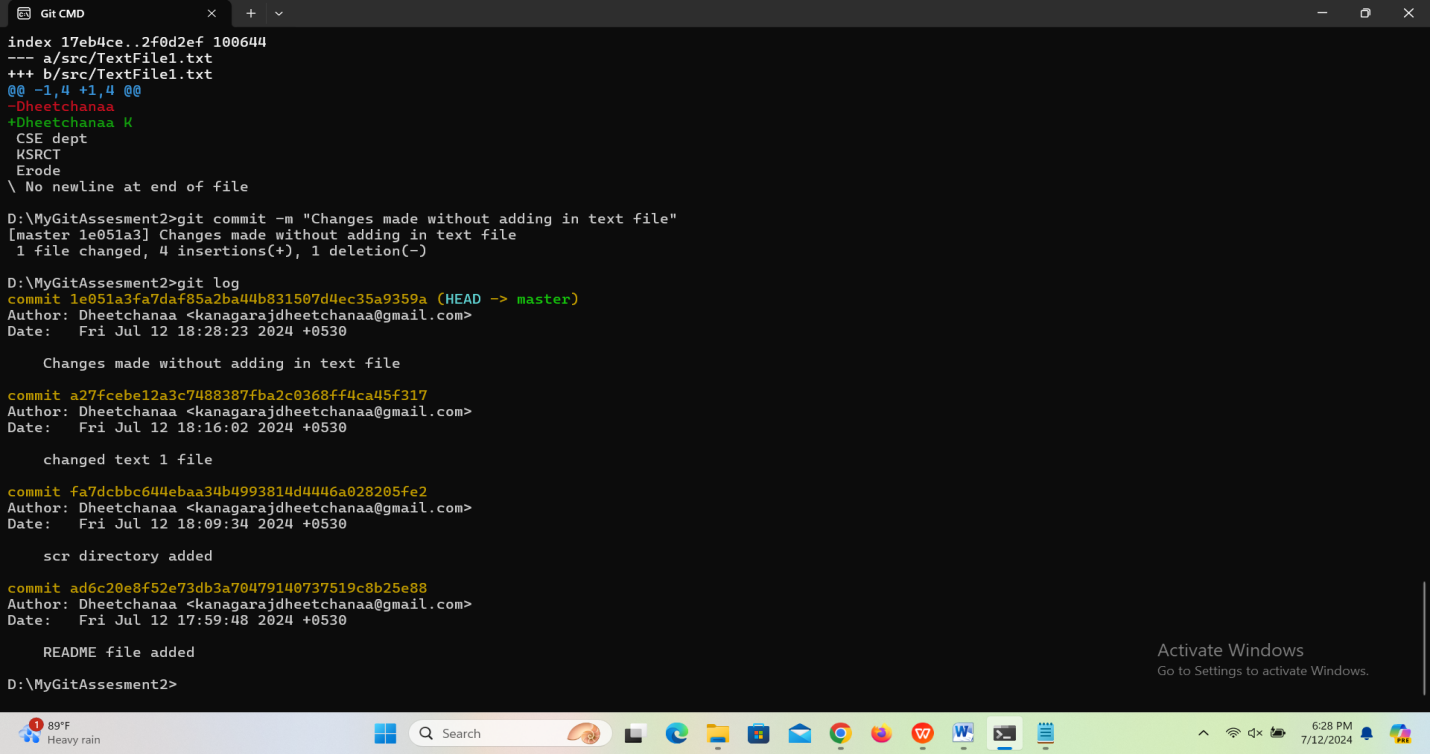 Git CMD
index 17eb4ce..2f0d2ef 100644
--- a/src/TextFile1.txt
+++ b/src/TextFile1.txt
@@ -1,4 +1,4 @@
-Dheetchanaa
+Dheetchanaa K
 CSE dept
 KSRCT
 Erode
\ No newline at end of file
D:\MyGitAssesment2>git commit -m "Changes made without adding in text file"
[master 1e051a3] Changes made without adding in text file
 1 file changed, 4 insertions(+), 1 deletion(-)
D:\MyGitAssesment2>git log
commit 1e051a3fa7daf85a2ba44b831507d4ec35a9359a (HEAD -> master)
Author: Dheetchanaa <kanagarajdheetchanaa@gmail.com>
Date:   Fri Jul 12 18:28:23 2024 +0530
    Changes made without adding in text file
commit a27fcebe12a3c7488387fba2c0368ff4ca45f317
Author: Dheetchanaa <kanagarajdheetchanaa@gmail.com>
Date:   Fri Jul 12 18:16:02 2024 +0530
    changed text 1 file
commit fa7dcbbc644ebaa34b4993814d4446a028205fe2
Author: Dheetchanaa <kanagarajdheetchanaa@gmail.com>
Date:   Fri Jul 12 18:09:34 2024 +0530
    scr directory added
commit ad6c20e8f52e73db3a70479140737519c8b25e88
Author: Dheetchanaa <kanagarajdheetchanaa@gmail.com>
Date:   Fri Jul 12 17:59:48 2024 +0530
    README file added
D:\MyGitAssesment2>
Activate Windows
Go to Settings to activate Windows.
1
89°F
Heavy rain
Search
6:28 PM
7/12/2024
PRE